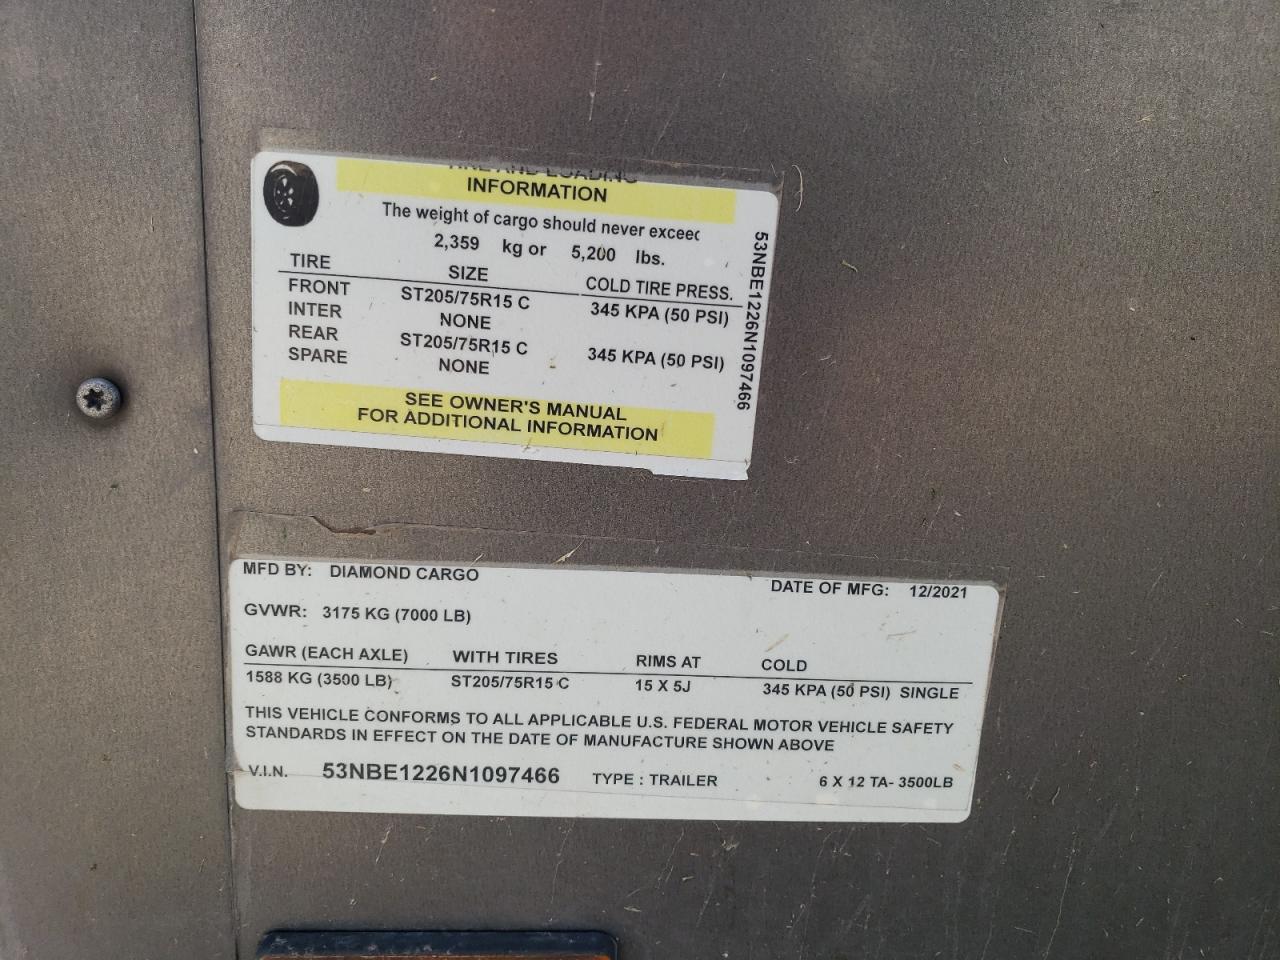 TIRE AND LOADING
INFORMATION
The weight of cargo should never exceed
2,359 kg or 5,200 lbs.
TIRE SIZE COLD TIRE PRESS.
FRONT ST205/75R15 C 345 KPA (50 PSI)
INTER NONE
REAR ST205/75R15 C 345 KPA (50 PSI)
SPARE NONE
SEE OWNER'S MANUAL
FOR ADDITIONAL INFORMATION
53NBE1226N1097466
MFD BY: DIAMOND CARGO DATE OF MFG: 12/2021
GVWR: 3175 KG (7000 LB)
GAWR (EACH AXLE) WITH TIRES RIMS AT COLD
1588 KG (3500 LB) ST205/75R15 C 15 X 5J 345 KPA (50 PSI) SINGLE
THIS VEHICLE CONFORMS TO ALL APPLICABLE U.S. FEDERAL MOTOR VEHICLE SAFETY
STANDARDS IN EFFECT ON THE DATE OF MANUFACTURE SHOWN ABOVE
V.I.N. 53NBE1226N1097466 TYPE : TRAILER 6 X 12 TA- 3500LB